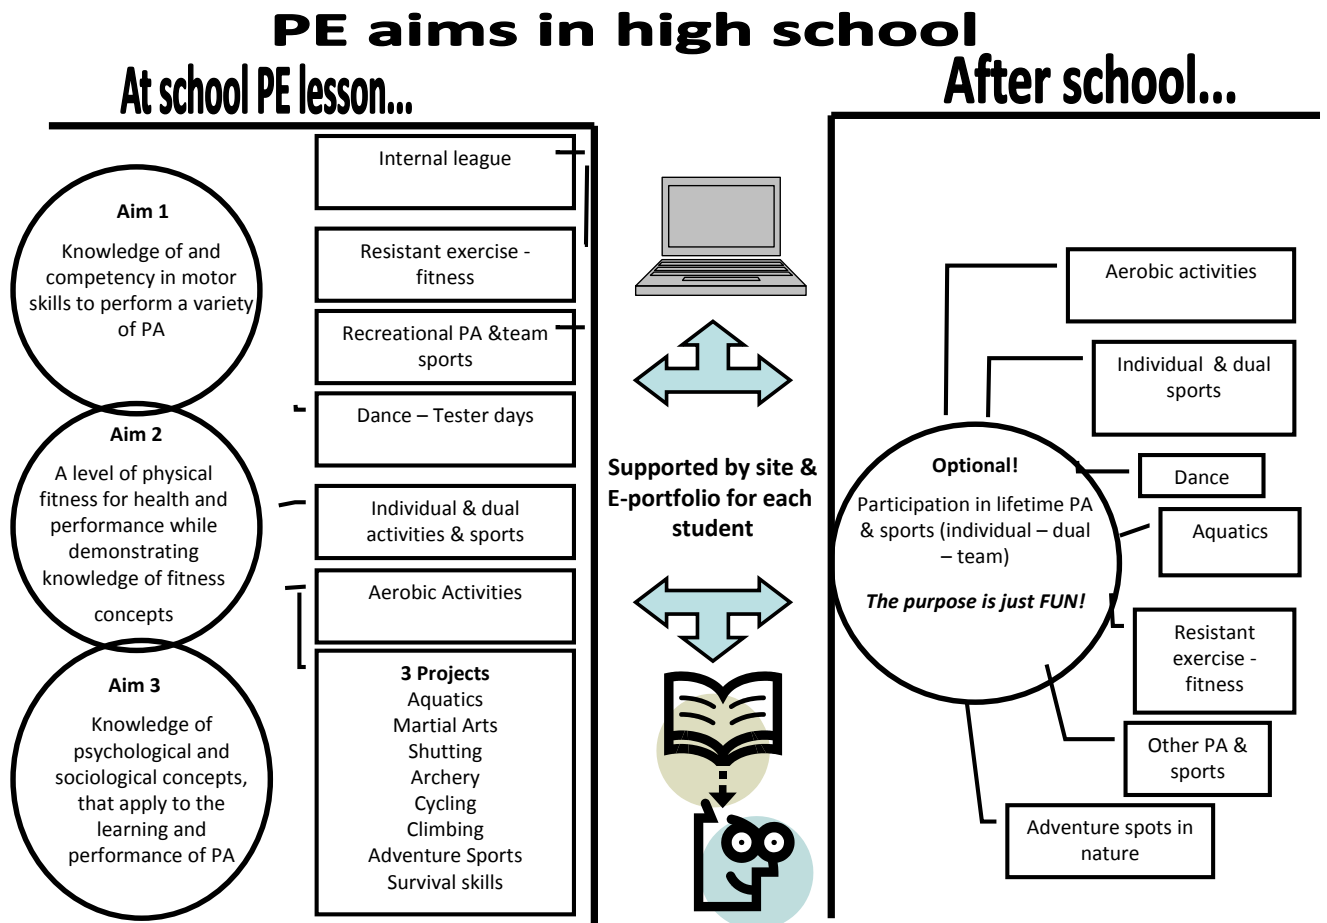 PE aims in high school
At school PE lesson...
Aim 1
Knowledge of and
competency in motor
skills to perform a variety
of PA
Aim 2
A level of physical
fitness for health and
performance while
demonstrating
knowledge of fitness
concepts
Aim 3
Knowledge of
psychological and
sociological concepts,
that apply to the
learning and
performance of PA
Internal league
Resistant exercise -
fitness
Recreational PA &team
sports
Dance – Tester days
Individual & dual
activities & sports
Aerobic Activities
3 Projects
Aquatics
Martial Arts
Shutting
Archery
Cycling
Climbing
Adventure Sports
Survival skills
Supported by site &
E-portfolio for each
student
After school...
Optional!
Participation in lifetime PA
& sports (individual – dual
– team)
The purpose is just FUN!
Aerobic activities
Individual & dual
sports
Dance
Aquatics
Resistant
exercise -
fitness
Other PA &
sports
Adventure spots in
nature